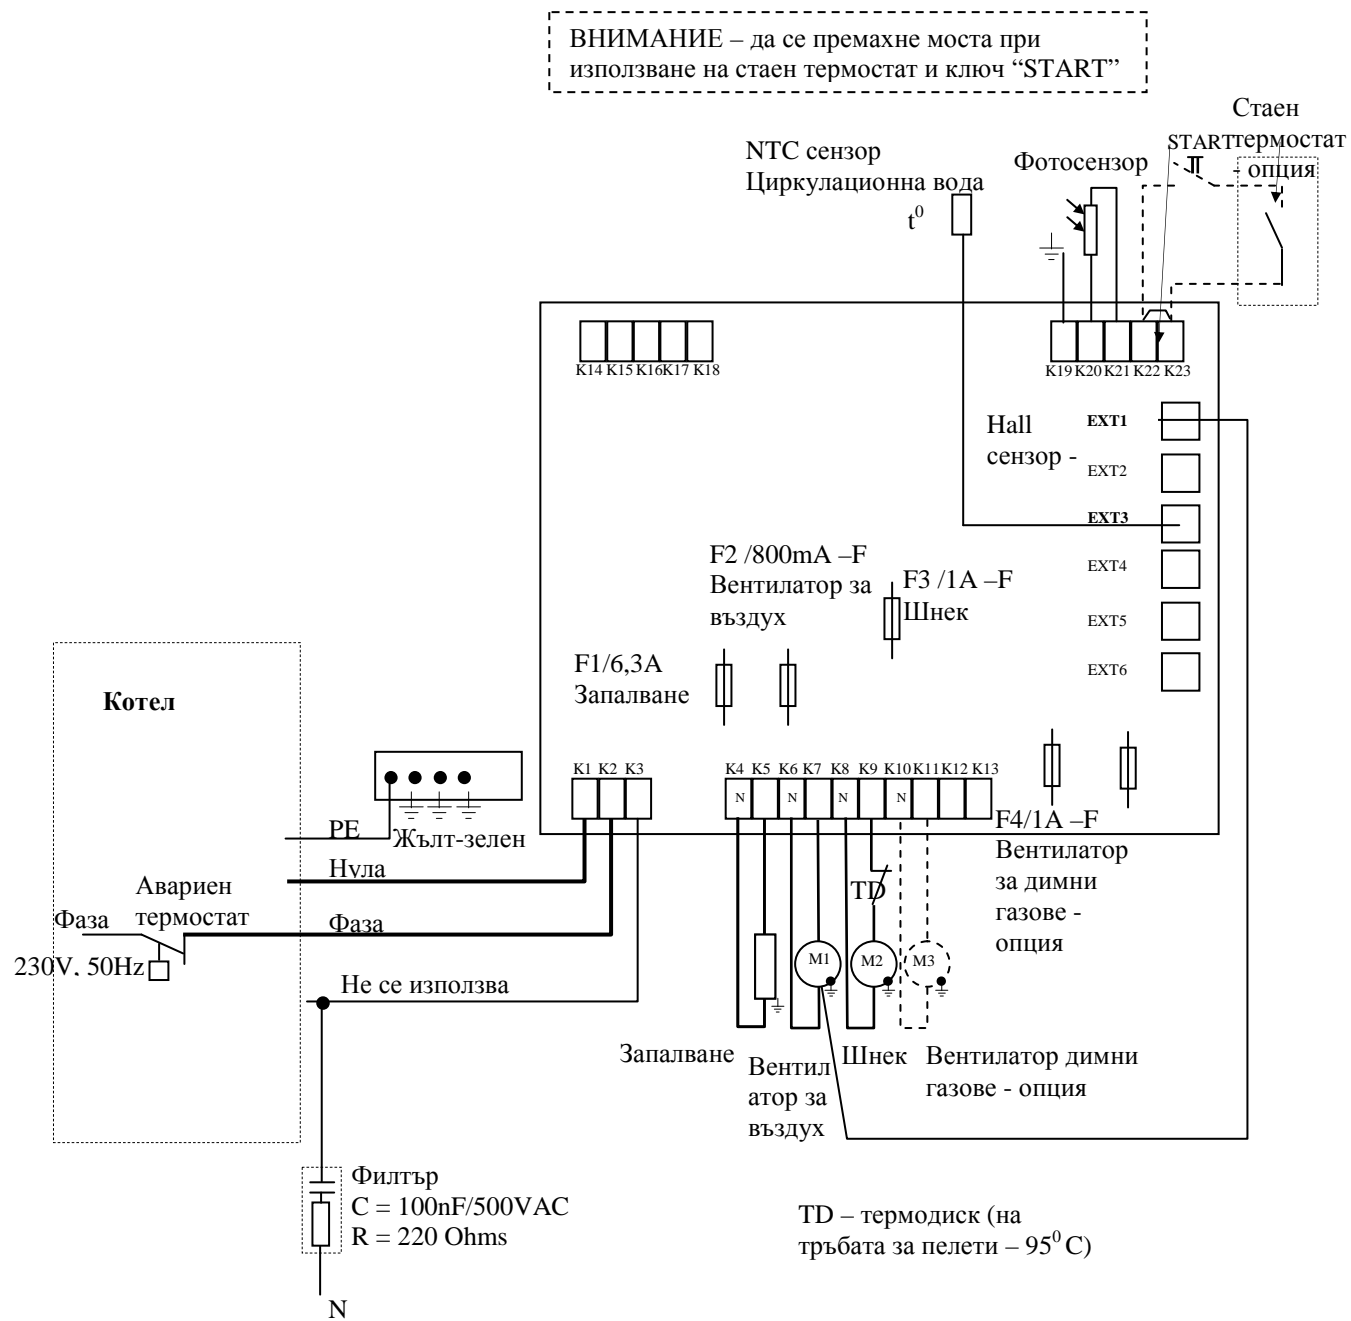 ВНИМАНИЕ – да се премахне моста при
използване на стаен термостат и ключ “START”
Стаен
термостат
- опция
START
NTC сензор
Циркулационна вода
t⁰
Фотосензор
K14 K15 K16 K17 K18
K19 K20 K21 K22 K23
Hall
сензор -
EXT1
EXT2
EXT3
EXT4
EXT5
EXT6
F2 /800mA –F
Вентилатор за
въздух
F3 /1A –F
Шнек
F1/6,3A
Запалване
Котел
K1 K2 K3
K4 K5 K6 K7 K8 K9 K10 K11 K12 K13
N N N N
PE
Жълт-зелен
Нула
Авариен
термостат
Фаза
Фаза
230V, 50Hz
Не се използва
F4/1A –F
Вентилатор
за димни
газове -
опция
TD
M1 M2 M3
Запалване
Вентил
атор за
въздух
Шнек
Вентилатор димни
газове - опция
Филтър
C = 100nF/500VAC
R = 220 Ohms
N
TD – термодиск (на
тръбата за пелети – 95⁰ C)